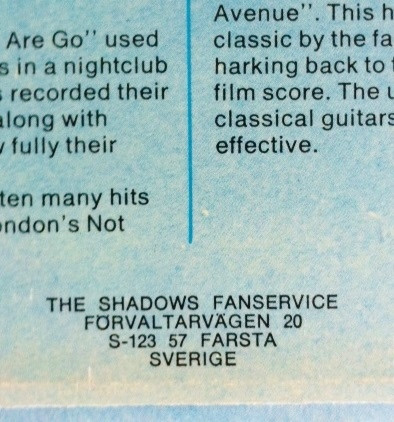 Are Go" used
s in a nightclub
recorded their
along with
fully their
ten many hits
ondon's Not
Avenue". This h
classic by the fa
harking back to
film score. The u
classical guitars
effective.
THE SHADOWS FANSERVICE
FÖRVALTARVÄGEN 20
S-123 57 FARSTA
SVERIGE